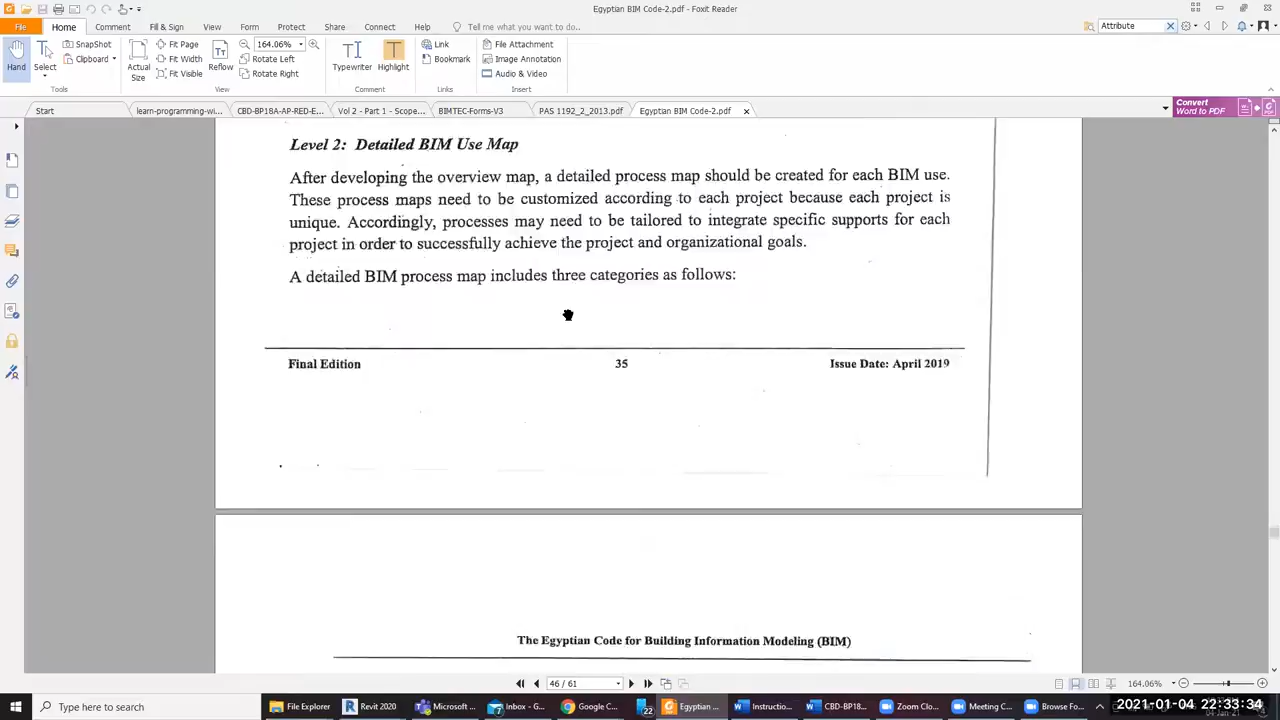 Egyptian BIM Code-2.pdf - Foxit Reader
File Home Comment Fill & Sign View Form Protect Share Connect Help Tell me what you want to do.. Attribute
SnapShot Fit Page 164.06% Link File Attachment
Clipboard Fit Width Rotate Left Bookmark Image Annotation
Hand Select Actual Size Fit Visible Reflow Rotate Right Typewriter Highlight Audio & Video
Tools View Comment Links Insert
Start learn-programming-wi... CBD-BP18A-AP-RED-E... Vol 2 - Part 1 - Scope... BIMTEC-Forms-V3 PAS 1192_2_2013.pdf Egyptian BIM Code-2.pdf
Convert
Word to PDF
Level 2: Detailed BIM Use Map
After developing the overview map, a detailed process map should be created for each BIM use.
These process maps need to be customized according to each project because each project is
unique. Accordingly, processes may need to be tailored to integrate specific supports for each
project in order to successfully achieve the project and organizational goals.
A detailed BIM process map includes three categories as follows:
Final Edition 35 Issue Date: April 2019
The Egyptian Code for Building Information Modeling (BIM)
46 / 61 164.06%
Type here to search File Explorer Revit 2020 Microsoft ... Inbox - G... Google C... 22 Egyptian ... Instructio... CBD-BP18... Zoom Clo... Meeting C... Browse Fo...
2021-01-04 22:33:34